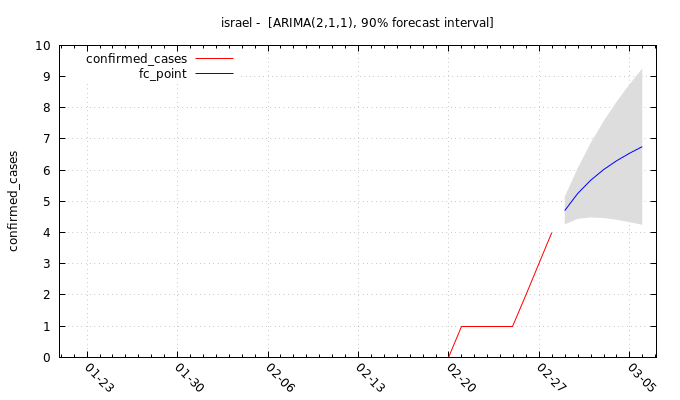 israel - [ARIMA(2,1,1), 90% forecast interval]
confirmed_cases
fc_point
confirmed_cases
10
9
8
7
6
5
4
3
2
1
0
01-23 01-30 02-06 02-13 02-20 02-27 03-05